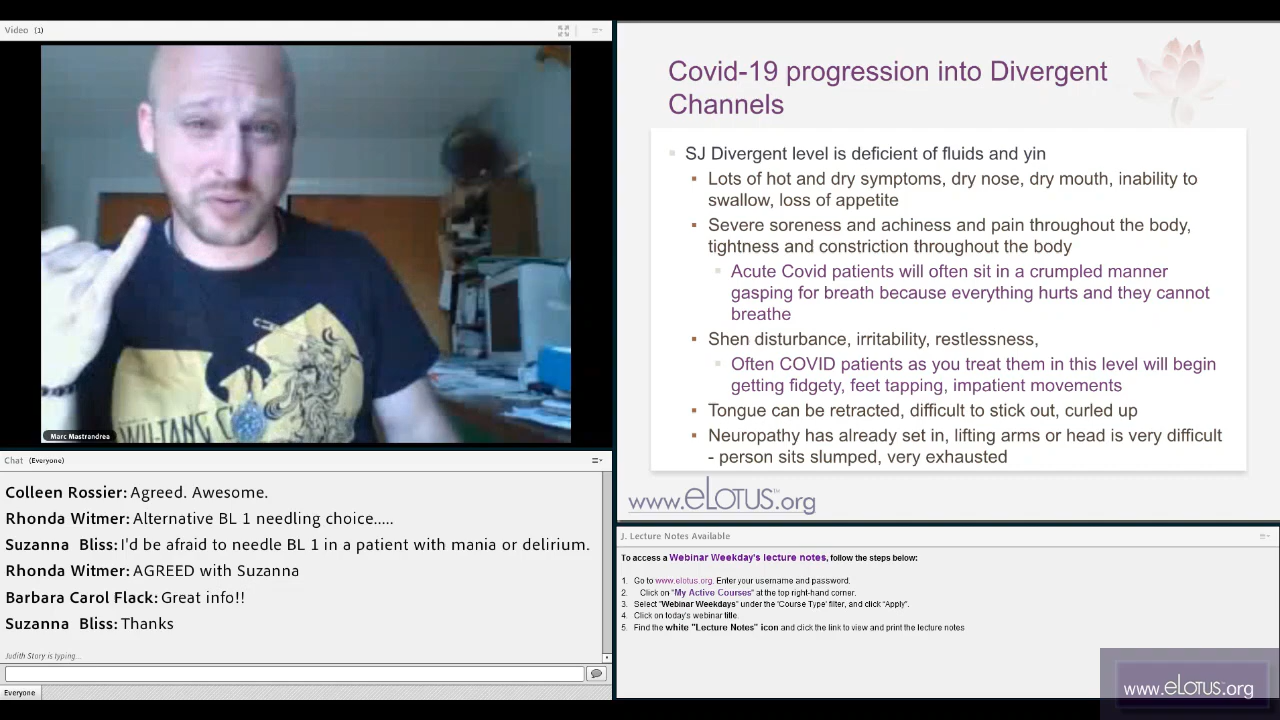 Video (1)
WU-TANG C
Marc Mastrandrea
Chat (Everyone)
Colleen Rossier: Agreed. Awesome.
Rhonda Witmer: Alternative BL 1 needling choice.....
Suzanna Bliss: I'd be afraid to needle BL 1 in a patient with mania or delirium.
Rhonda Witmer: AGREED with Suzanna
Barbara Carol Flack: Great info!!
Suzanna Bliss: Thanks
Judith Story is typing...
Everyone
Covid-19 progression into Divergent
Channels
SJ Divergent level is deficient of fluids and yin
Lots of hot and dry symptoms, dry nose, dry mouth, inability to
swallow, loss of appetite
Severe soreness and achiness and pain throughout the body,
tightness and constriction throughout the body
Acute Covid patients will often sit in a crumpled manner
gasping for breath because everything hurts and they cannot
breathe
Shen disturbance, irritability, restlessness,
Often COVID patients as you treat them in this level will begin
getting fidgety, feet tapping, impatient movements
Tongue can be retracted, difficult to stick out, curled up
Neuropathy has already set in, lifting arms or head is very difficult
- person sits slumped, very exhausted
www.eLOTUS.org
J. Lecture Notes Available
To access a Webinar Weekday's lecture notes, follow the steps below:
1. Go to www.elotus.org. Enter your username and password.
2. Click on "My Active Courses" at the top right-hand corner.
3. Select "Webinar Weekdays" under the 'Course Type' filter, and click "Apply".
4. Click on today's webinar title.
5. Find the white "Lecture Notes" icon and click the link to view and print the lecture notes
www.eLOTUS.org